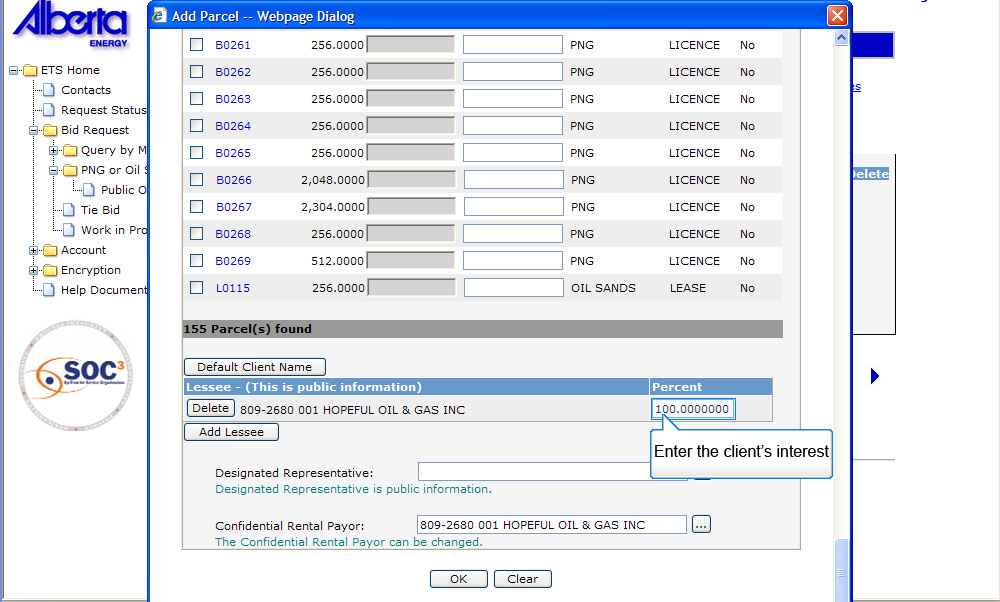 Alberta
ENERGY
Add Parcel -- Webpage Dialog
ETS Home
Contacts
Request Status
Bid Request
Query by M
PNG or Oil S
Public O
Tie Bid
Work in Pro
Account
Encryption
Help Document
SOC3
B0261 256.0000 PNG LICENCE No
B0262 256.0000 PNG LICENCE No
B0263 256.0000 PNG LICENCE No
B0264 256.0000 PNG LICENCE No
B0265 256.0000 PNG LICENCE No
B0266 2,048.0000 PNG LICENCE No
B0267 2,304.0000 PNG LICENCE No
B0268 256.0000 PNG LICENCE No
B0269 512.0000 PNG LICENCE No
L0115 256.0000 OIL SANDS LEASE No
155 Parcel(s) found
Default Client Name
Lessee - (This is public information) Percent
Delete 809-2680 001 HOPEFUL OIL & GAS INC 100.0000000
Add Lessee
Enter the client's interest
Designated Representative:
Designated Representative is public information.
Confidential Rental Payor: 809-2680 001 HOPEFUL OIL & GAS INC ...
The Confidential Rental Payor can be changed.
OK Clear
es
Delete